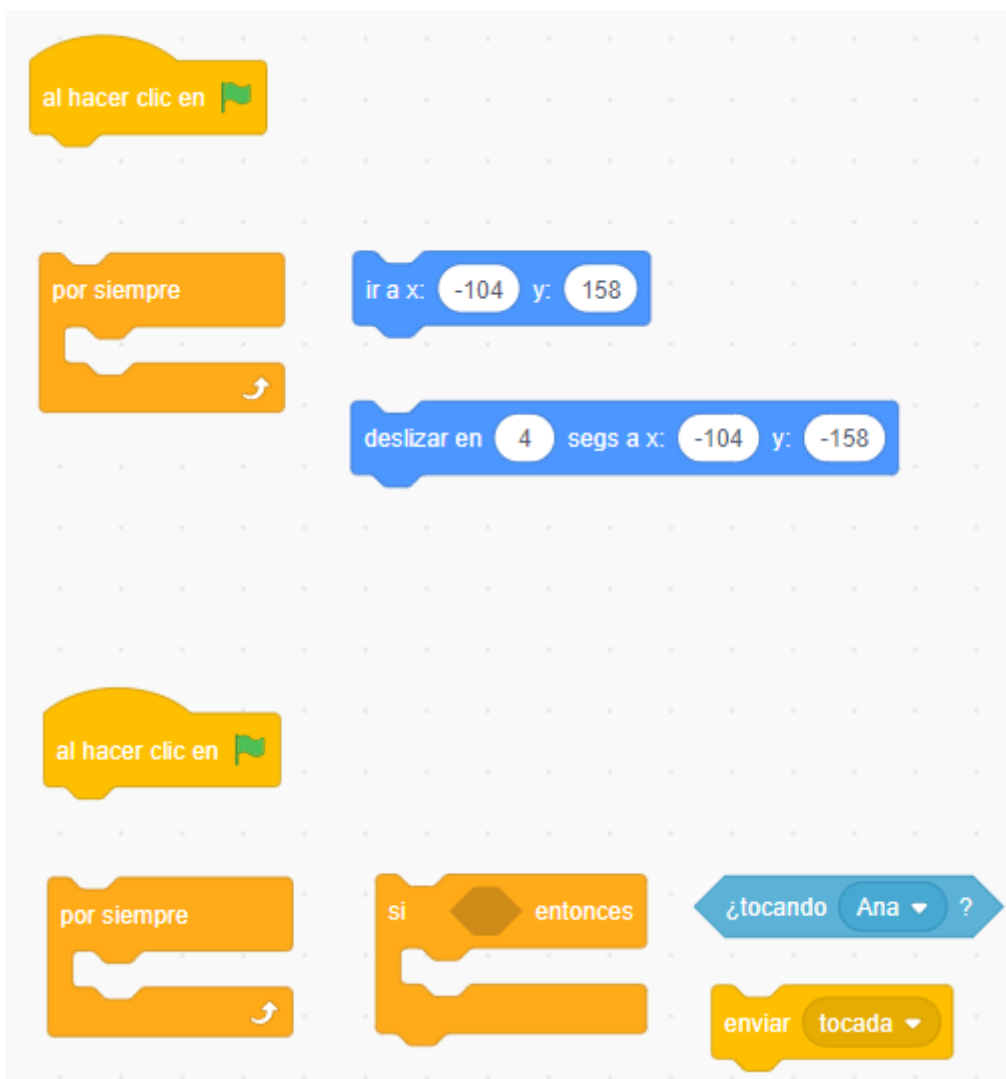 al hacer clic en
por siempre
ir a x: -104 y: 158
deslizar en 4 segs a x: -104 y: -158
al hacer clic en
por siempre
si entonces
¿tocando Ana ?
enviar tocada